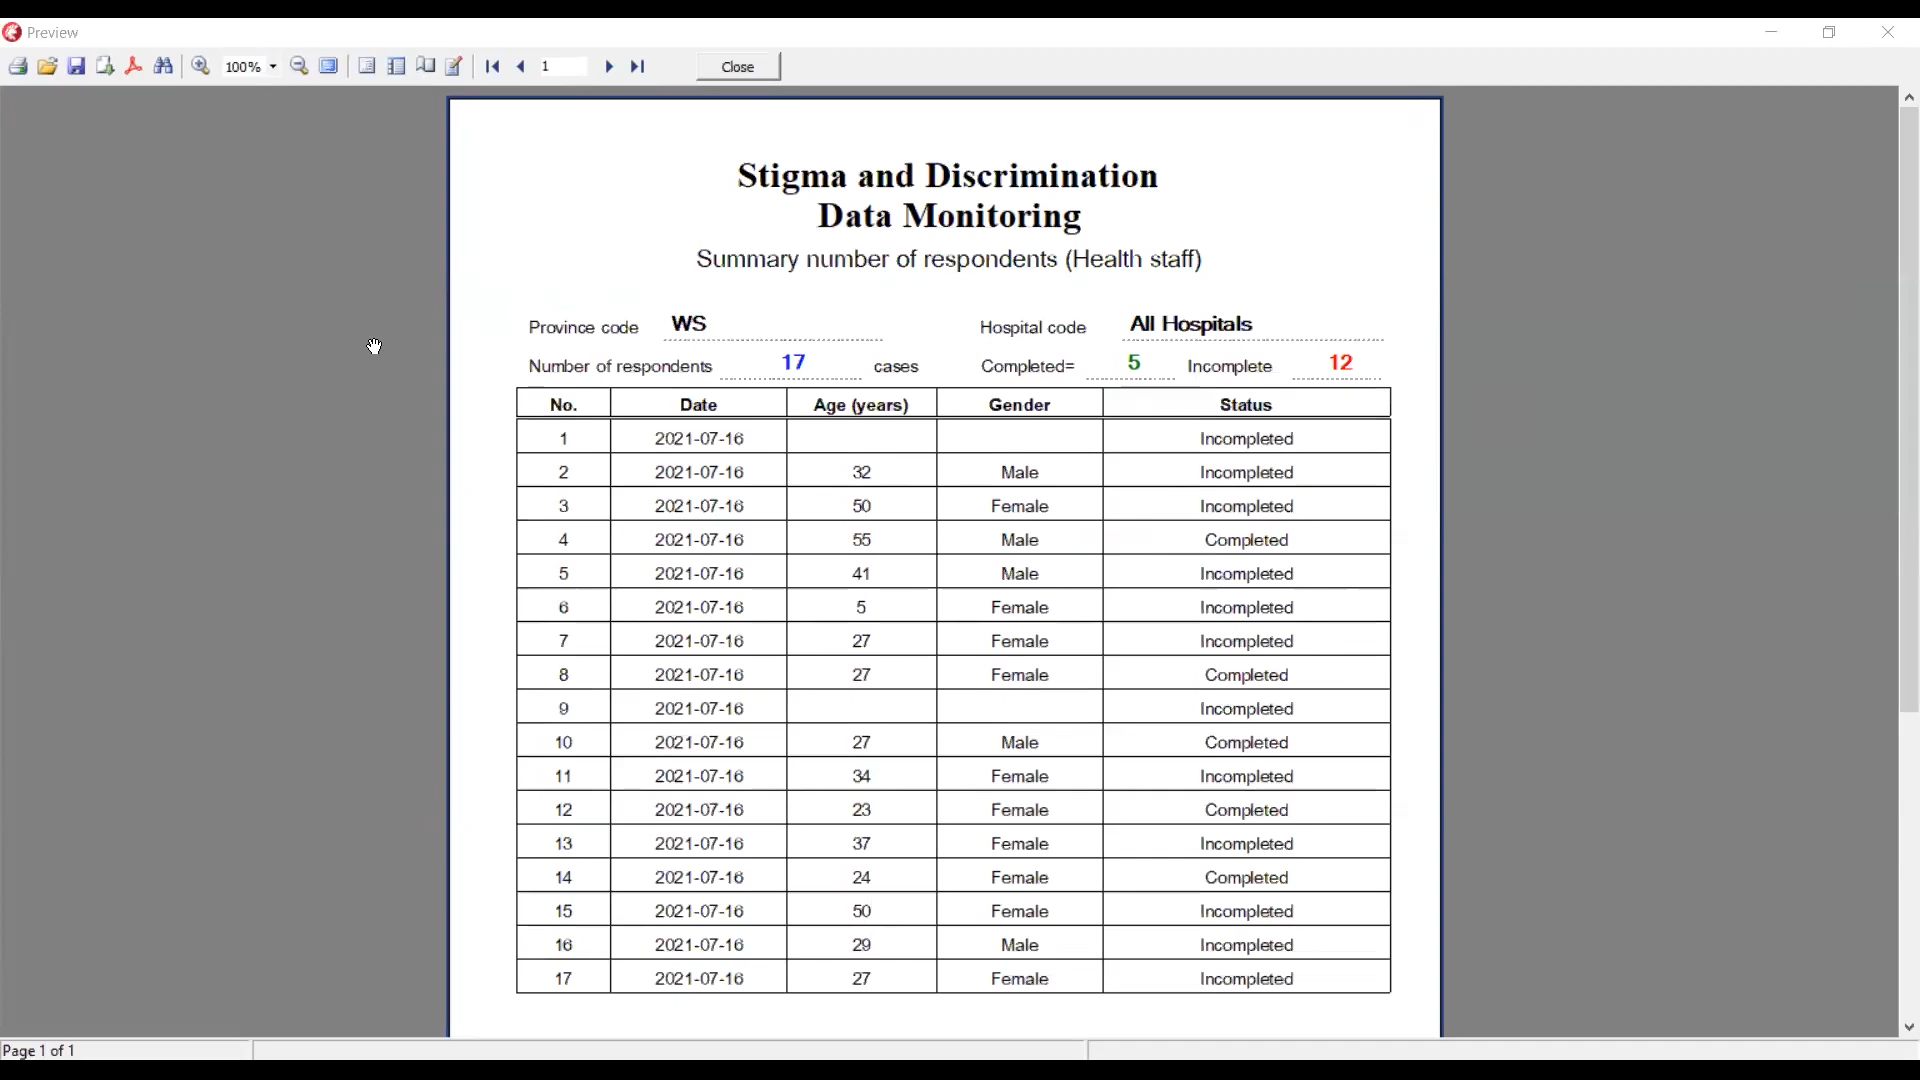 Preview
100% 1 Close
Stigma and Discrimination
Data Monitoring
Summary number of respondents (Health staff)
Province code WS Hospital code All Hospitals
Number of respondents 17 cases Completed= 5 Incomplete 12
No. Date Age (years) Gender Status
1 2021-07-16 Incompleted
2 2021-07-16 32 Male Incompleted
3 2021-07-16 50 Female Incompleted
4 2021-07-16 55 Male Completed
5 2021-07-16 41 Male Incompleted
6 2021-07-16 5 Female Incompleted
7 2021-07-16 27 Female Incompleted
8 2021-07-16 27 Female Completed
9 2021-07-16 Incompleted
10 2021-07-16 27 Male Completed
11 2021-07-16 34 Female Incompleted
12 2021-07-16 23 Female Completed
13 2021-07-16 37 Female Incompleted
14 2021-07-16 24 Female Completed
15 2021-07-16 50 Female Incompleted
16 2021-07-16 29 Male Incompleted
17 2021-07-16 27 Female Incompleted
Page 1 of 1